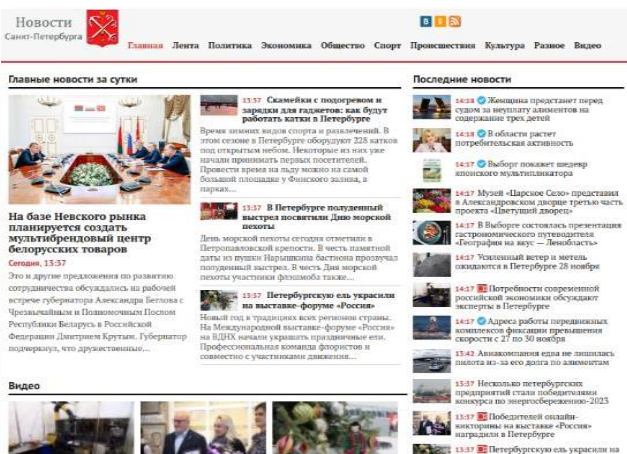 Новости
Санкт-Петербурга
Главная Лента Политика Экономика Общество Спорт Происшествия Культура Разное Видео
Главные новости за сутки
На базе Невского рынка
планируется создать
мультибрендовый центр
белорусских товаров
Сегодня, 13:57
Это и другие предложения по развитию
сотрудничества обсуждались на рабочей
встрече губернатора Александра Беглова с
Чрезвычайным и Полномочным Послом
Республики Беларусь в Российской
Федерации Дмитрием Крутым. Губернатор
подчеркнул, что дружественные...
13:57 Скамейки с подогревом и
зарядки для гаджетов: как будут
работать катки в Петербурге
Время зимних видов спорта и развлечений. В
этом сезоне в Петербурге оборудуют 228 катков
под открытым небом. Некоторые из них уже
начали принимать первых посетителей.
Провести время на льду можно на самой
большой площадке у Финского залива, в
парках...
13:57 В Петербурге полуденный
выстрел посвятили Дню морской
пехоты
День морской пехоты сегодня отметили в
Петропавловской крепости. В честь памятной
даты из пушки Нарышкина бастиона прозвучал
полуденный выстрел. В честь Дня морской
пехоты участники флэшмоба также...
13:57 Петербургскую ель украсили
на выставке-форуме «Россия»
Новый год в традициях всех регионов страны.
На Международной выставке-форуме «Россия»
на ВДНХ начали украшать праздничные ели.
Профессиональная команда флористов и
совместно с участниками движения...
Видео
Последние новости
14:18 Женщина предстанет перед
судом за неуплату алиментов на
содержание трех детей
14:18 В области растет
потребительская активность
14:17 Выборг покажет шедевр
японского мультипликатора
14:17 Музей «Царское Село» представил
в Александровском дворце третью часть
проекта «Цветущий дворец»
14:17 В Выборге состоялась презентация
гастрономического путеводителя
«География на вкус — Ленобласть»
14:17 Усиленный ветер и метель
ожидаются в Петербурге 28 ноября
14:17 Потребности современной
российской экономики обсуждают
эксперты в Петербурге
14:17 Адреса работы передвижных
комплексов фиксации превышения
скорости с 27 по 30 ноября
13:42 Авиакомпания едва не лишилась
пилота из-за его долга по алиментам
13:57 Несколько петербургских
предприятий стали победителями
конкурса по энергосбережению-2023
13:57 Победителей онлайн-
викторины на выставке «Россия»
наградили в Петербурге
13:57 Петербургскую ель украсили на